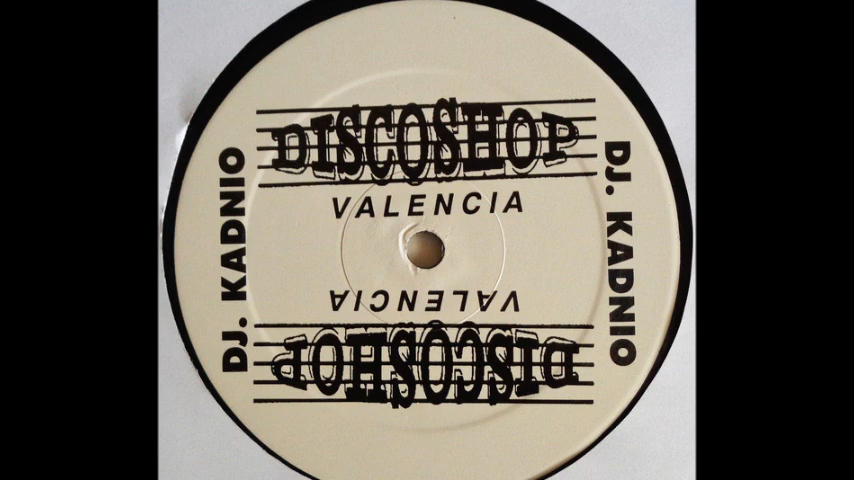 DISCOSHOP
VALENCIA
DJ. KADNIO
DJ. KADNIO
VALENCIA
DISCOSHOP